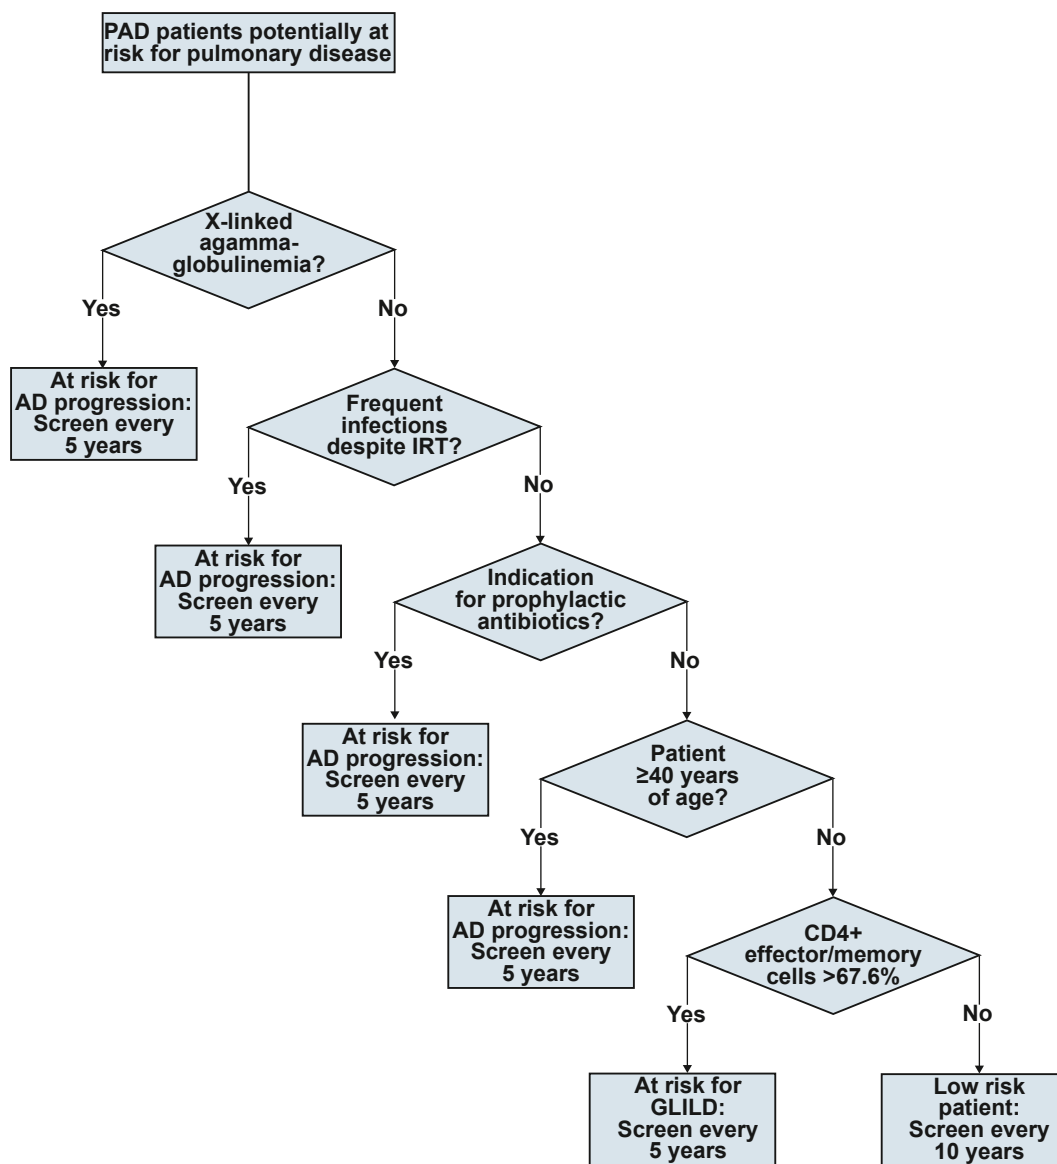 PAD patients potentially at
risk for pulmonary disease
X-linked
agamma-
globulinemia?
Yes
No
At risk for
AD progression:
Screen every
5 years
Frequent
infections
despite IRT?
Yes
No
At risk for
AD progression:
Screen every
5 years
Indication
for prophylactic
antibiotics?
Yes
No
At risk for
AD progression:
Screen every
5 years
Patient
≥40 years
of age?
Yes
No
At risk for
AD progression:
Screen every
5 years
CD4+
effector/memory
cells >67.6%
Yes
No
At risk for
GLILD:
Screen every
5 years
Low risk
patient:
Screen every
10 years